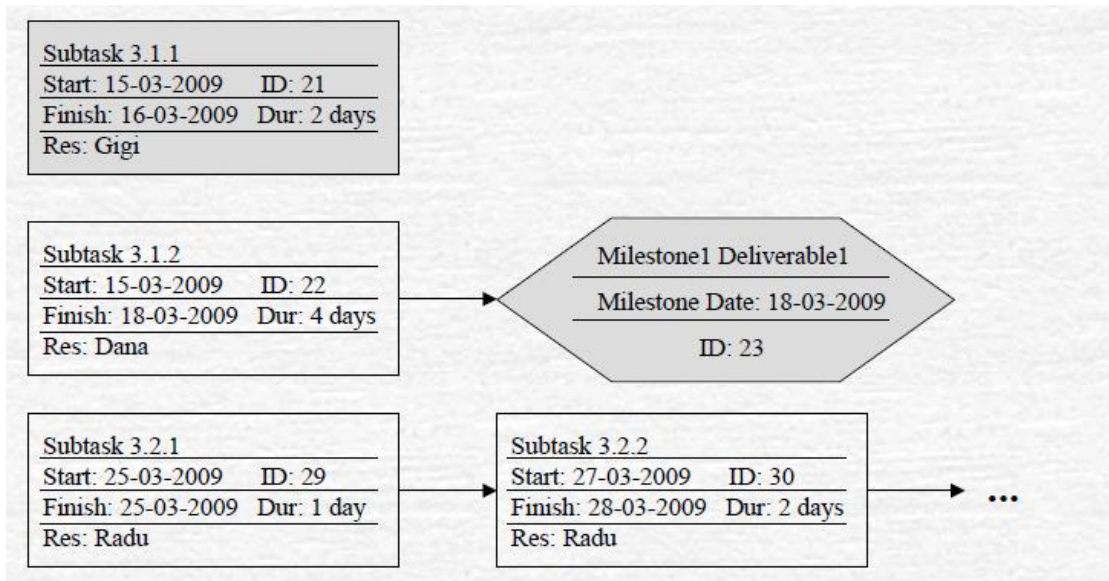 Subtask 3.1.1
Start: 15-03-2009 ID: 21
Finish: 16-03-2009 Dur: 2 days
Res: Gigi
Subtask 3.1.2
Start: 15-03-2009 ID: 22
Finish: 18-03-2009 Dur: 4 days
Res: Dana
Milestone1 Deliverable1
Milestone Date: 18-03-2009
ID: 23
Subtask 3.2.1
Start: 25-03-2009 ID: 29
Finish: 25-03-2009 Dur: 1 day
Res: Radu
Subtask 3.2.2
Start: 27-03-2009 ID: 30
Finish: 28-03-2009 Dur: 2 days
Res: Radu
...